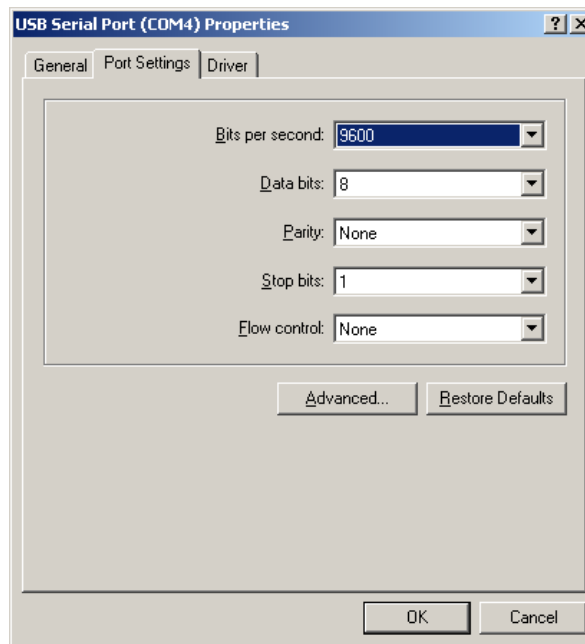 USB Serial Port (COM4) Properties
General Port Settings Driver
Bits per second: 9600
Data bits: 8
Parity: None
Stop bits: 1
Flow control: None
Advanced... Restore Defaults
OK Cancel